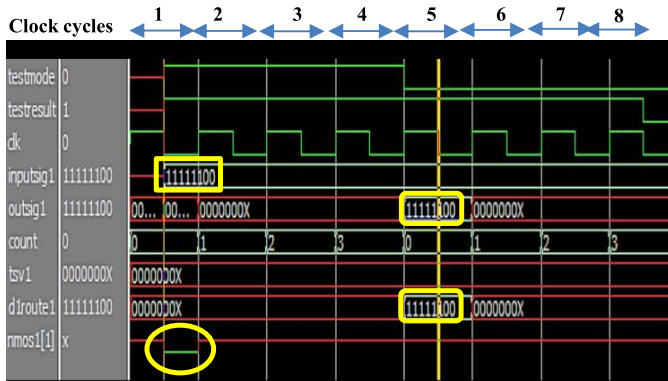 Clock cycles 1 2 3 4 5 6 7 8
testmode 0
testresult 1
clk 0
inputsig1 11111100 11111100
outsig1 11111100 00... 00... 0000000X 11111100 0000000X
count 0 0 1 2 3 0 1 2 3
tsv1 0000000X 0000000X
d1route1 11111100 0000000X 11111100 0000000X
nmos1[1] x